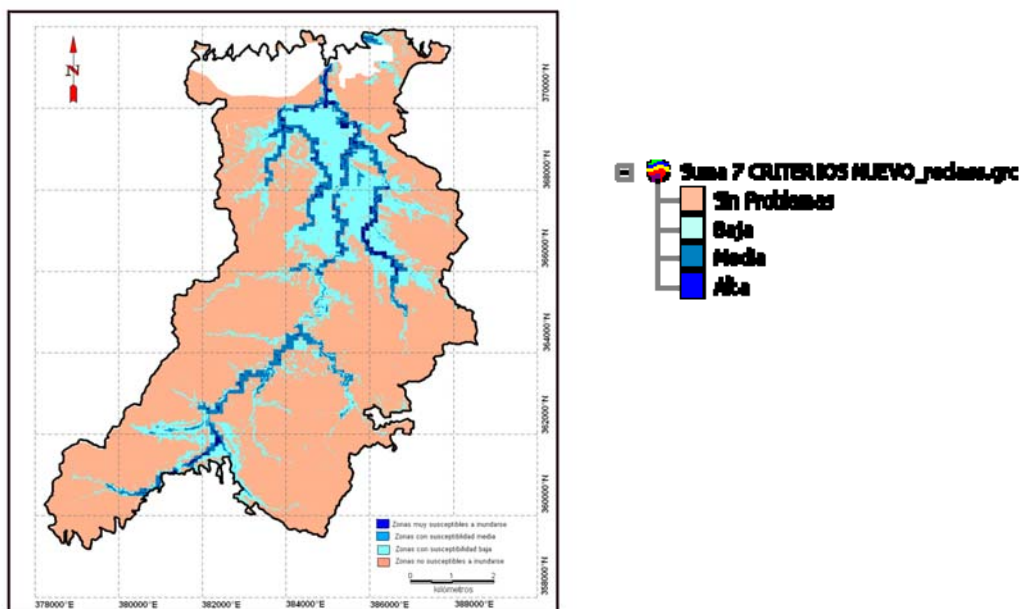 N
370000°N
368000°N
366000°N
364000°N
362000°N
360000°N
358000°N
Zonas muy susceptibles a inundarse
Zonas con susceptibilidad media
Zonas con susceptibilidad baja
Zonas no susceptibles a inundarse
0 1 2
kilómetros
378000°E 380000°E 382000°E 384000°E 386000°E 388000°E
Suma 7 CRITERIOS NUEVO_reclass.grc
Sin Problemas
Baja
Media
Alta